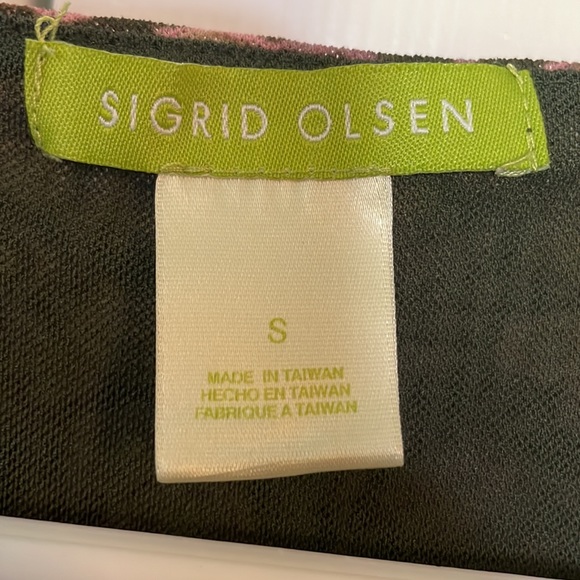 SIGRID OLSEN
S
MADE IN TAIWAN
HECHO EN TAIWAN
FABRIQUE A TAIWAN